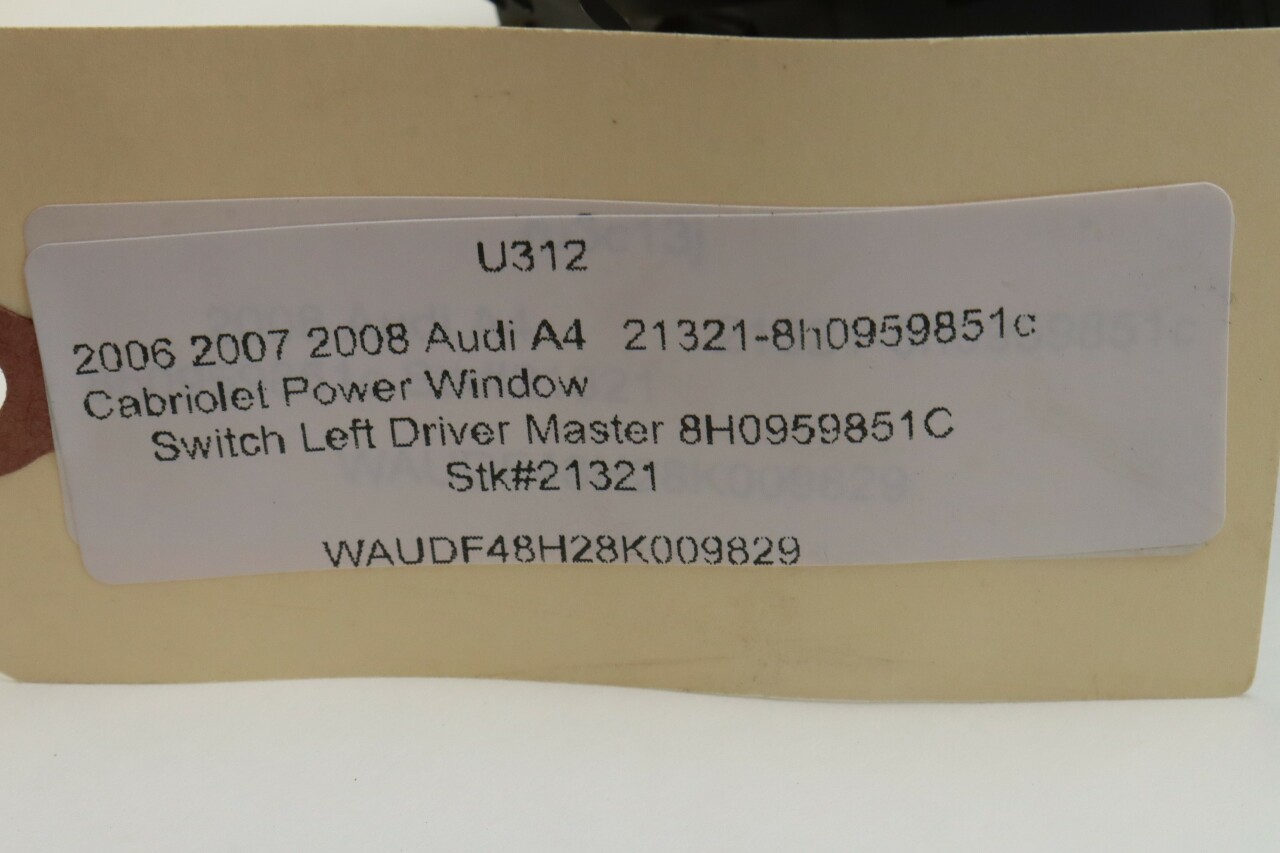 U312
2006 2007 2008 Audi A4 21321-8h0959851c
Cabriolet Power Window
Switch Left Driver Master 8H0959851C
Stk#21321
WAUDF48H28K009829